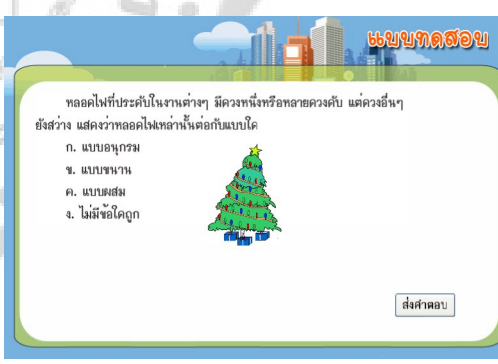 แบบทดสอบ
หลอดไฟที่ประดับในงานต่างๆ มีดวงหนึ่งหรือหลายดวงดับ แต่ดวงอื่นๆ
ยังสว่าง แสดงว่าหลอดไฟเหล่านั้นต่อกันแบบใด
ก. แบบอนุกรม
ข. แบบขนาน
ค. แบบผสม
ง. ไม่มีข้อใดถูก
ส่งคำตอบ